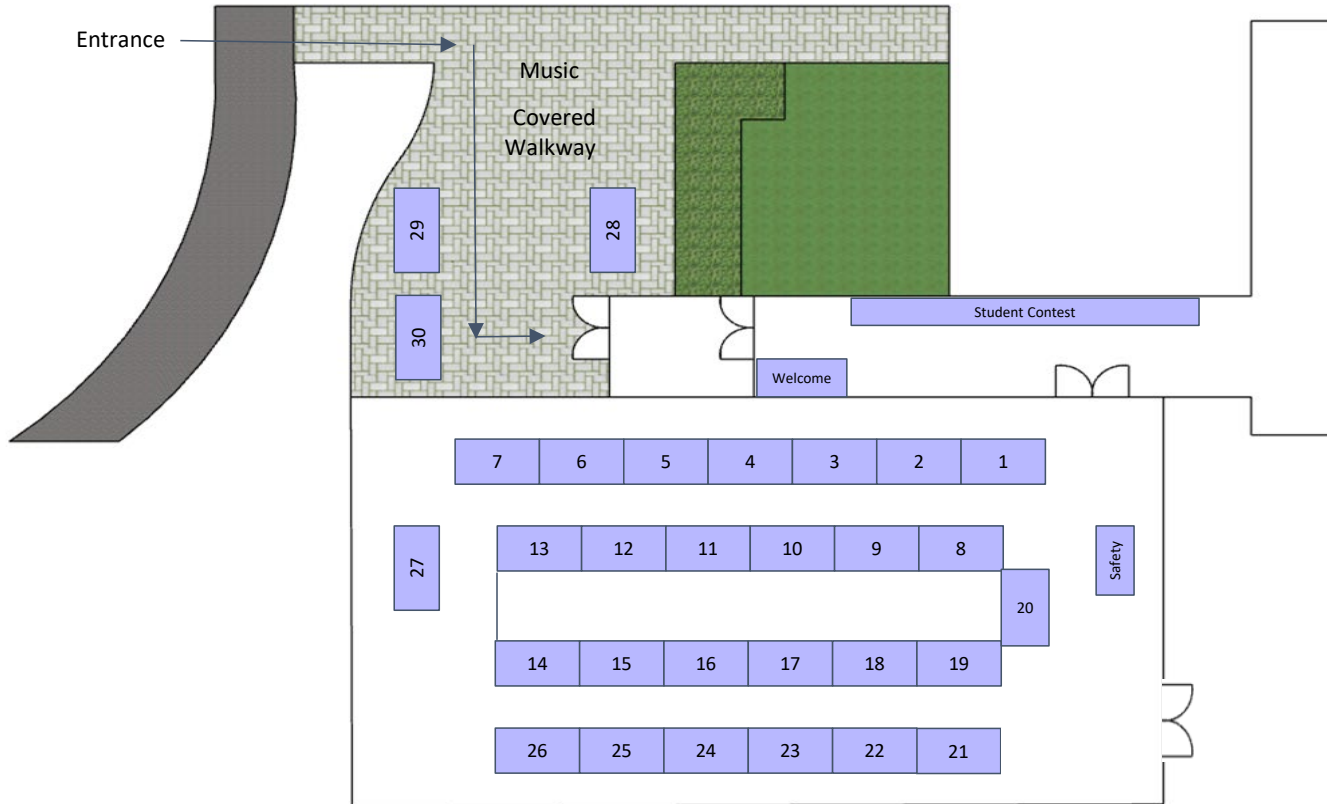 Entrance
Music
Covered
Walkway
29
28
30
Student Contest
Welcome
7 6 5 4 3 2 1
27
13 12 11 10 9 8
Safety
20
14 15 16 17 18 19
26 25 24 23 22 21